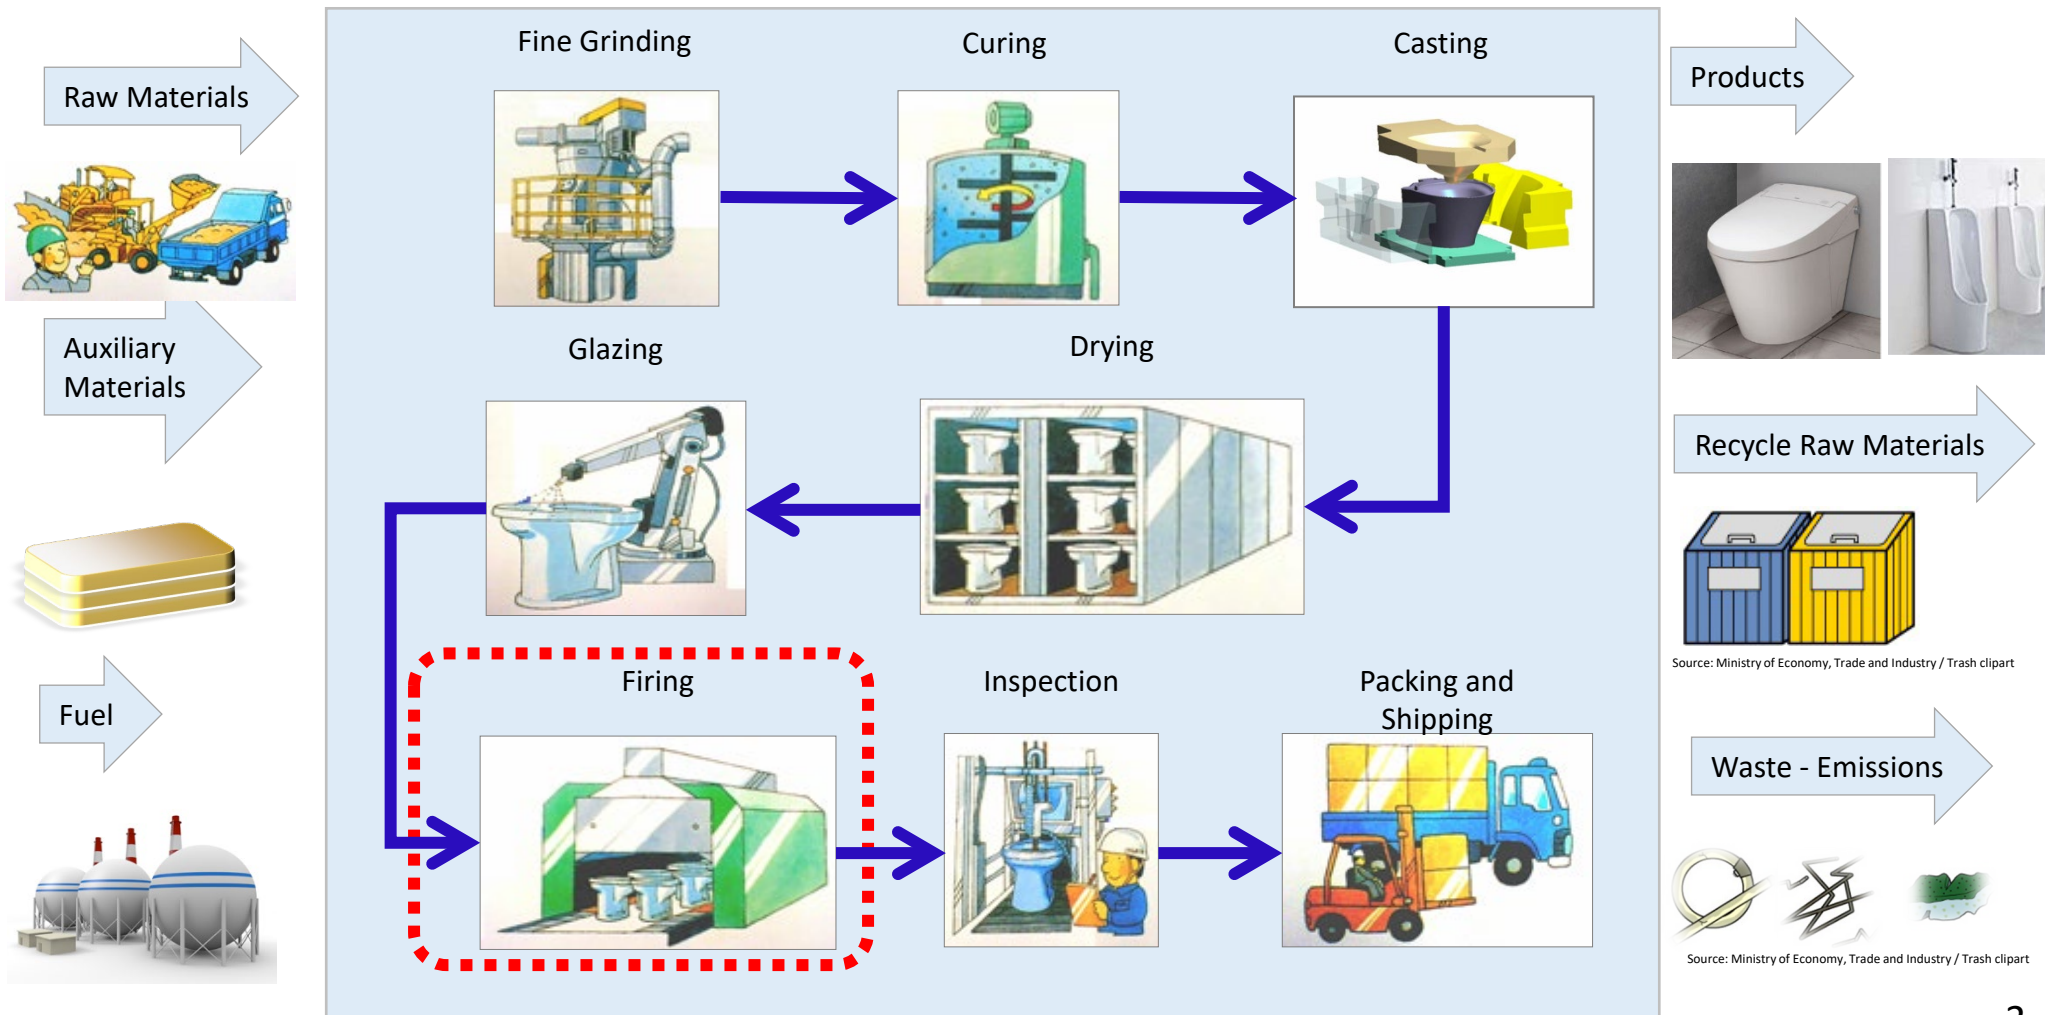 Raw Materials
Auxiliary
Materials
Fuel
Fine Grinding
Curing
Casting
Glazing
Drying
Firing
Inspection
Packing and
Shipping
Products
Recycle Raw Materials
Source: Ministry of Economy, Trade and Industry / Trash clipart
Waste - Emissions
Source: Ministry of Economy, Trade and Industry / Trash clipart